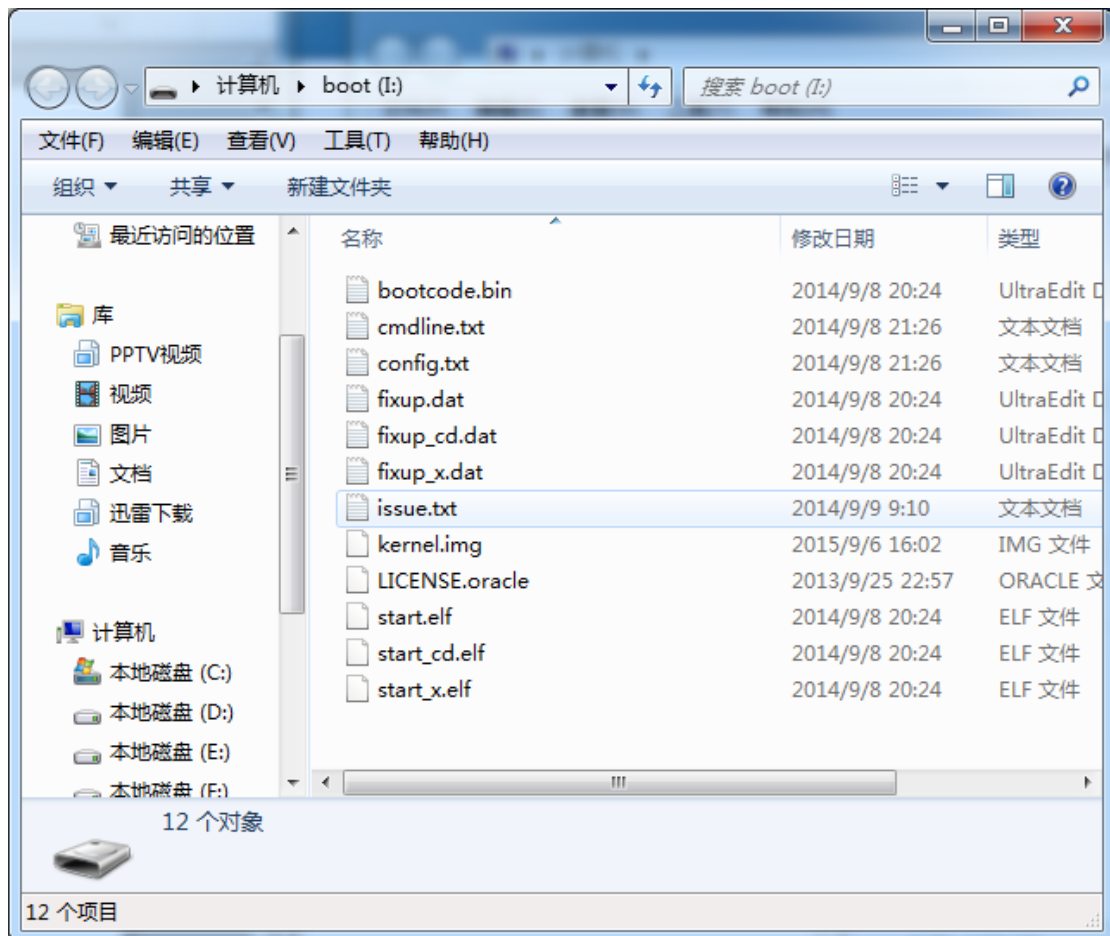 计算机 boot (I:) 搜索 boot (I:)
文件(F) 编辑(E) 查看(V) 工具(T) 帮助(H)
组织 共享 新建文件夹
最近访问的位置
库
PPTV视频
视频
图片
文档
迅雷下载
音乐
计算机
本地磁盘 (C:)
本地磁盘 (D:)
本地磁盘 (E:)
本地磁盘 (F:)
名称 修改日期 类型
bootcode.bin 2014/9/8 20:24 UltraEdit
cmdline.txt 2014/9/8 21:26 文本文档
config.txt 2014/9/8 21:26 文本文档
fixup.dat 2014/9/8 20:24 UltraEdit
fixup_cd.dat 2014/9/8 20:24 UltraEdit
fixup_x.dat 2014/9/8 20:24 UltraEdit
issue.txt 2014/9/9 9:10 文本文档
kernel.img 2015/9/6 16:02 IMG 文件
LICENSE.oracle 2013/9/25 22:57 ORACLE 文
start.elf 2014/9/8 20:24 ELF 文件
start_cd.elf 2014/9/8 20:24 ELF 文件
start_x.elf 2014/9/8 20:24 ELF 文件
12 个对象
12 个项目